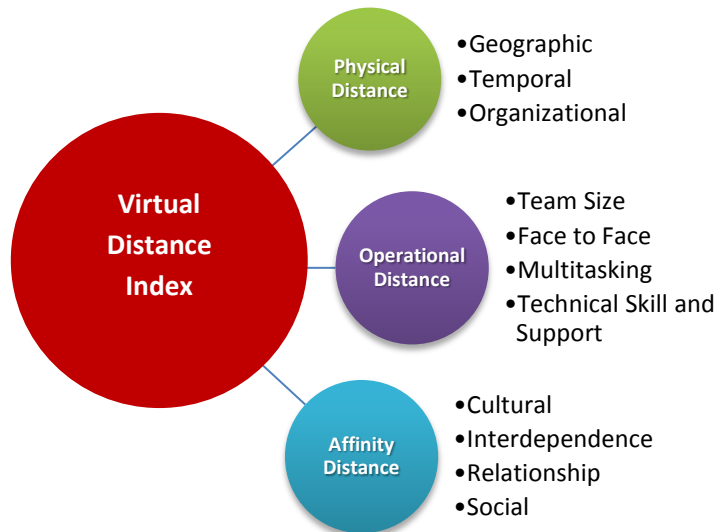 Virtual
Distance
Index
Physical
Distance
•Geographic
•Temporal
•Organizational
Operational
Distance
•Team Size
•Face to Face
•Multitasking
•Technical Skill and
Support
Affinity
Distance
•Cultural
•Interdependence
•Relationship
•Social